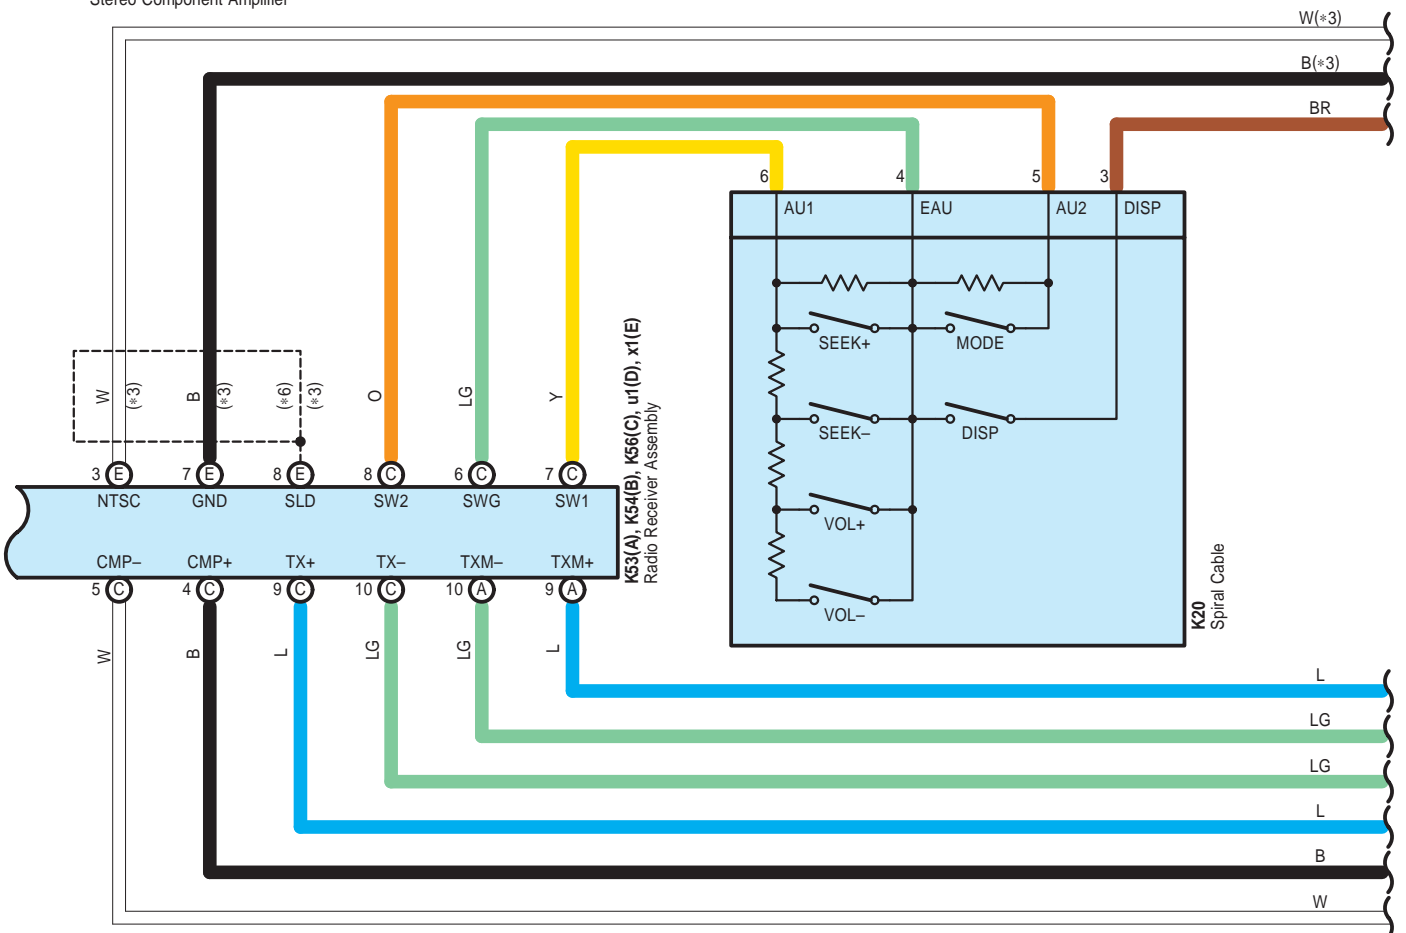 Stereo Component Amplifier
W(*3)
B(*3)
BR
6 4 5 3
AU1 EAU AU2 DISP
SEEK+ MODE
SEEK– DISP
VOL+
VOL–
K20
Spiral Cable
W (*3) B (*3) (*6) (*3) O LG Y
3 E 7 E 8 E 8 C 6 C 7 C
NTSC GND SLD SW2 SWG SW1
CMP– CMP+ TX+ TX– TXM– TXM+
5 C 4 C 9 C 10 C 10 A 9 A
W B L LG LG L
K53(A), K54(B), K56(C), u1(D), x1(E)
Radio Receiver Assembly
L
LG
LG
L
B
W